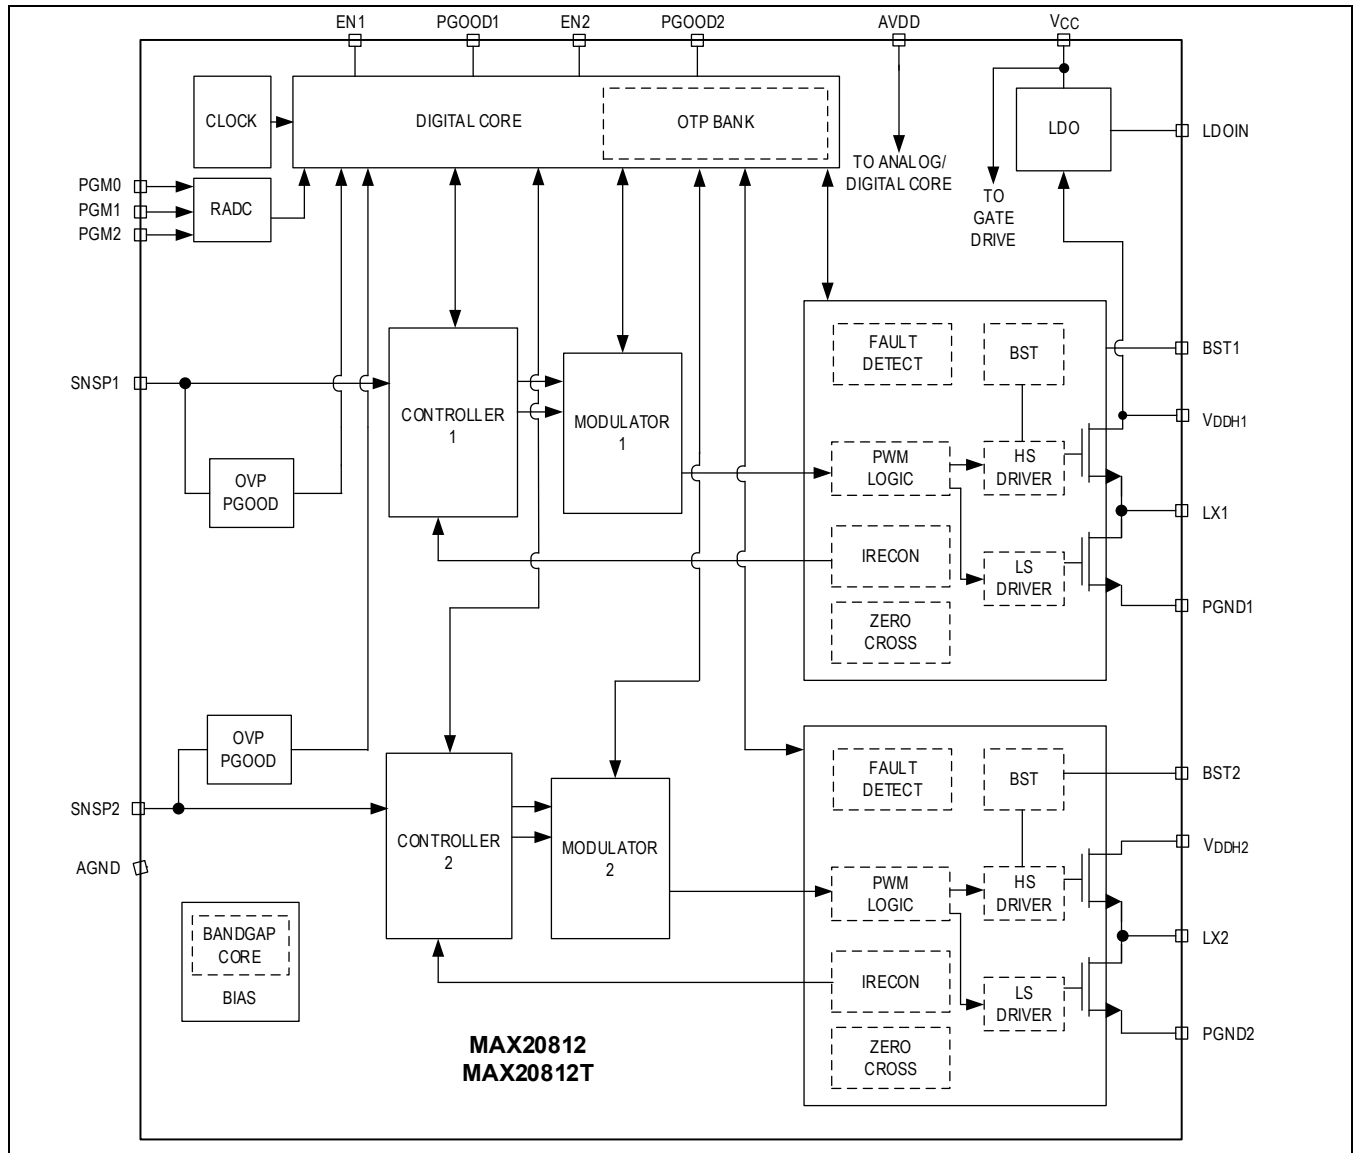 EN1
PGOOD1
EN2
PGOOD2
AVDD
VCC
CLOCK
DIGITAL CORE
OTP BANK
LDO
LDOIN
TO ANALOG/
DIGITAL CORE
TO
GATE
DRIVE
PGM0
PGM1
PGM2
RADC
SNSP1
OVP
PGOOD
CONTROLLER
1
MODULATOR
1
FAULT
DETECT
BST
BST1
VDDH1
PWM
LOGIC
HS
DRIVER
LX1
IRECON
LS
DRIVER
PGND1
ZERO
CROSS
OVP
PGOOD
SNSP2
AGND
CONTROLLER
2
MODULATOR
2
FAULT
DETECT
BST
BST2
VDDH2
PWM
LOGIC
HS
DRIVER
LX2
IRECON
LS
DRIVER
PGND2
ZERO
CROSS
BANDGAP
CORE
BIAS
MAX20812
MAX20812T